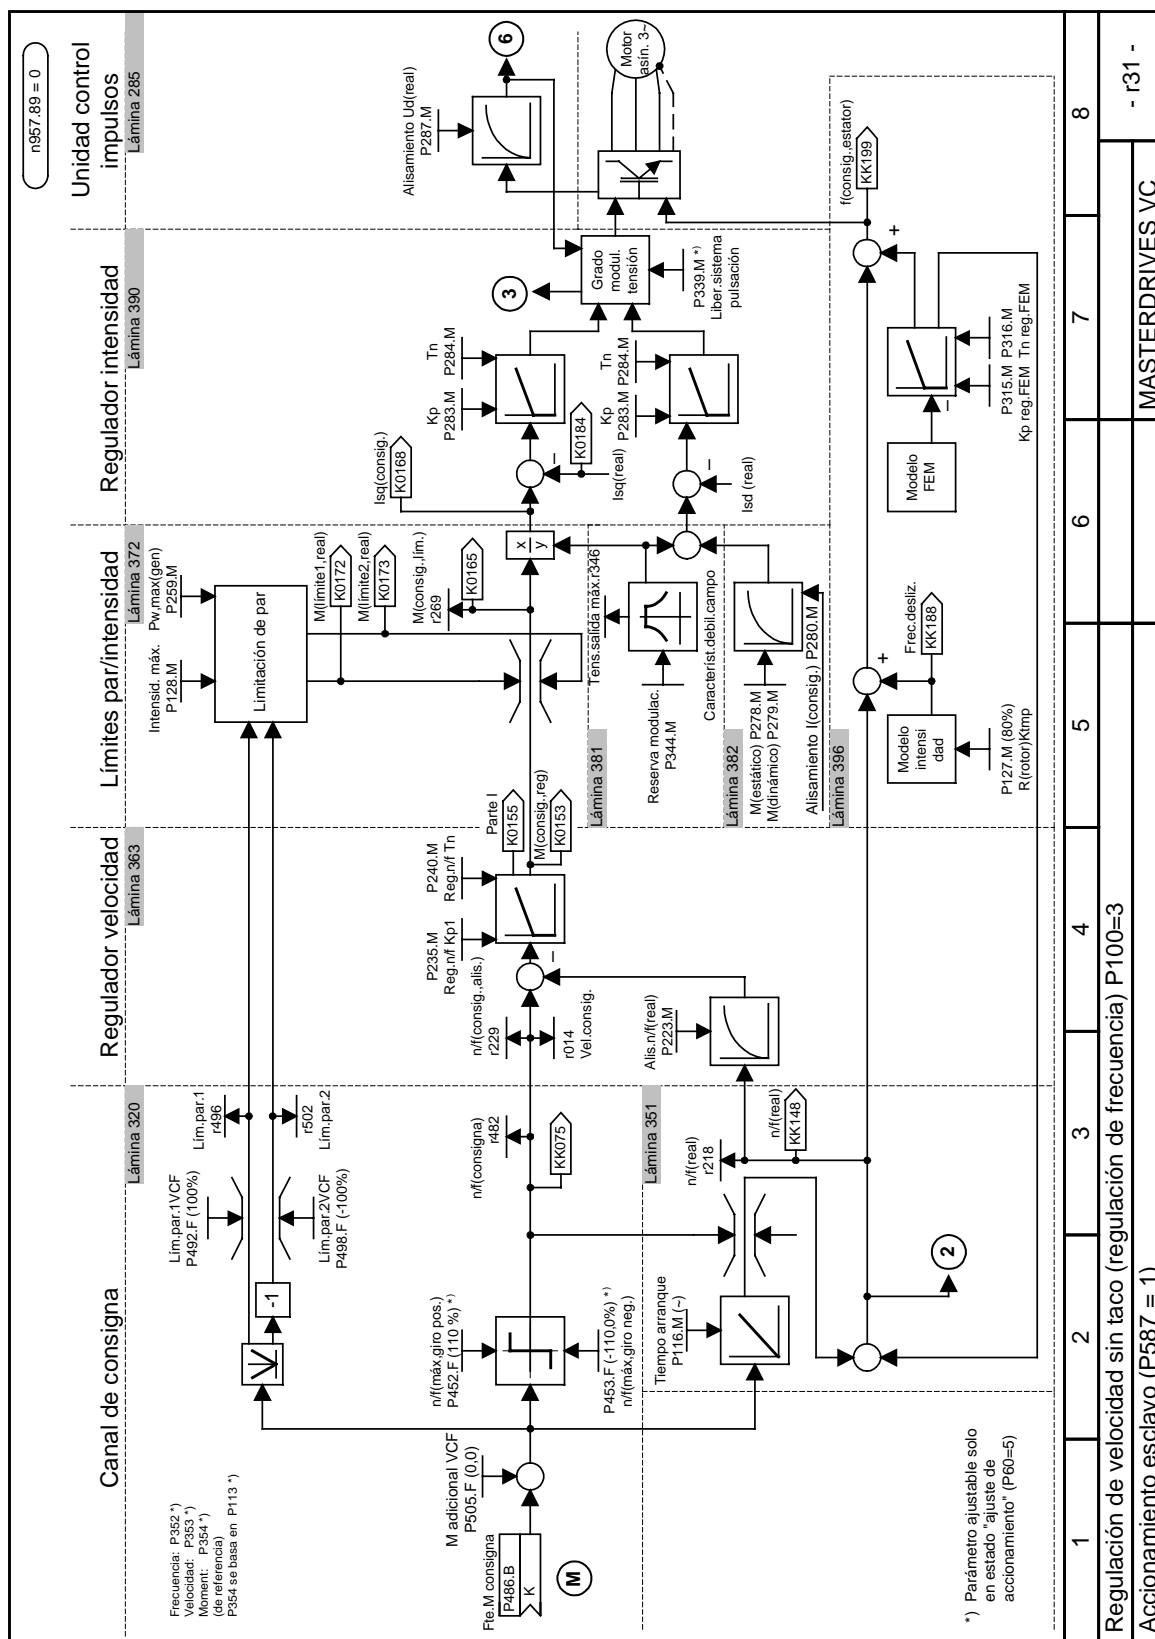 n957.89 = 0
Canal de consigna
Regulador velocidad
Límites par/intensidad
Regulador intensidad
Unidad control
impulsos
Lámina 320
Lámina 363
Lámina 372
Lámina 390
Lámina 285
Frecuencia: P352 *)
Velocidad: P353 *)
Moment: P354 *)
(de referencia)
P354 se basa en P113 *)
Lím.par.1VCF
P492.F (100%)
Lím.par.1
r496
-1
Lím.par.2VCF
P498.F (-100%)
r502
Lím.par.2
Intensid. máx.
P128.M
Pw,max(gen)
P259.M
Limitación de par
M(límite1,real)
K0172
M(límite2,real)
K0173
Isq(consig.)
K0168
Alisamiento Ud(real)
P287.M
6
Fte.M consigna
P486.B
K
M
M adicional VCF
P505.F (0,0)
n/f(máx,giro pos.)
P452.F (110 %) *)
P453.F (-110,0%) *)
n/f(máx,giro neg.)
n/f(consigna)
r482
KK075
n/f(consig.,alis.)
r229
r014
Vel.consig.
P235.M
Reg.n/f Kp1
P240.M
Reg.n/f Tn
Parte I
K0155
M(consig.,reg)
K0153
M(consig.,lím.)
r269
K0165
x
y
K0184
Isq(real)
Kp
P283.M
Tn
P284.M
3
Grado
modul.
tensión
P339.M *)
Liber.sistema
pulsación
Motor
asín. 3~
Kp
P283.M
Tn
P284.M
Isd (real)
Lámina 381
Tens.salida máx.r346
Reserva modulac.
P344.M
Característ.debil.campo
Lámina 382
M(estático) P278.M
M(dinámico) P279.M
Alisamiento I(consig.) P280.M
Lámina 351
Tiempo arranque
P116.M (~)
n/f(real)
r218
n/f(real)
KK148
Alis.n/f(real)
P223.M
2
Lámina 396
Modelo
intensi
dad
P127.M (80%)
R(rotor)Ktmp
Frec.desliz.
KK188
+
Modelo
FEM
P315.M P316.M
Kp reg.FEM Tn reg.FEM
+
f(consig.,estator)
KK199
*) Parámetro ajustable solo
en estado "ajuste de
accionamiento" (P60=5)
1 2 3 4 5 6 7 8
Regulación de velocidad sin taco (regulación de frecuencia) P100=3
Accionamiento esclavo (P587 = 1)
MASTERDRIVES VC
- r31 -